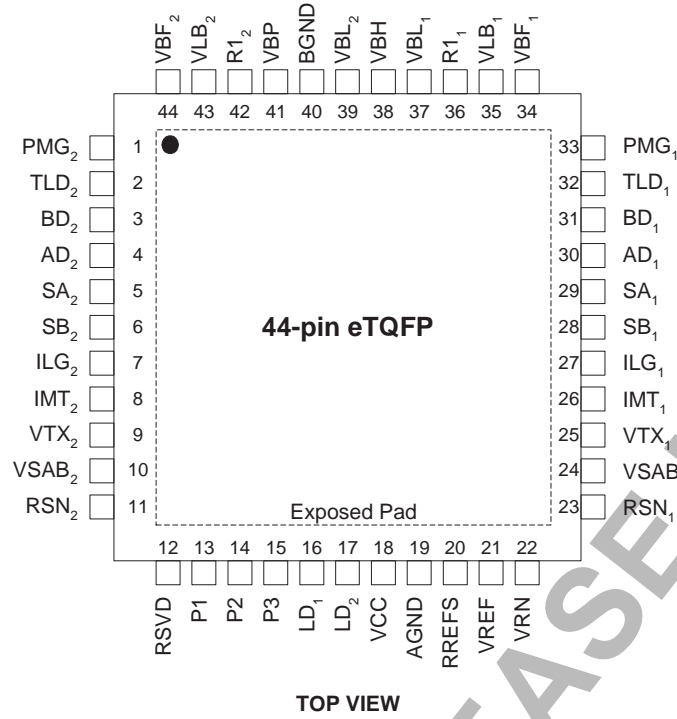 VBF₂ VLB₂ R1₂ VBP BGND VBL₂ VBH VBL₁ R1₁ VLB₁ VBF₁
44 43 42 41 40 39 38 37 36 35 34
PMG₂ 1 33 PMG₁
TLD₂ 2 32 TLD₁
BD₂ 3 31 BD₁
AD₂ 4 30 AD₁
SA₂ 5 29 SA₁
SB₂ 6 28 SB₁
44-pin eTQFP
ILG₂ 7 27 ILG₁
IMT₂ 8 26 IMT₁
VTX₂ 9 25 VTX₁
VSAB₂ 10 24 VSAB
RSN₂ 11 23 RSN₁
Exposed Pad
12 13 14 15 16 17 18 19 20 21 22
RSVD P1 P2 P3 LD₁ LD₂ VCC AGND RREFS VREF VRN
TOP VIEW